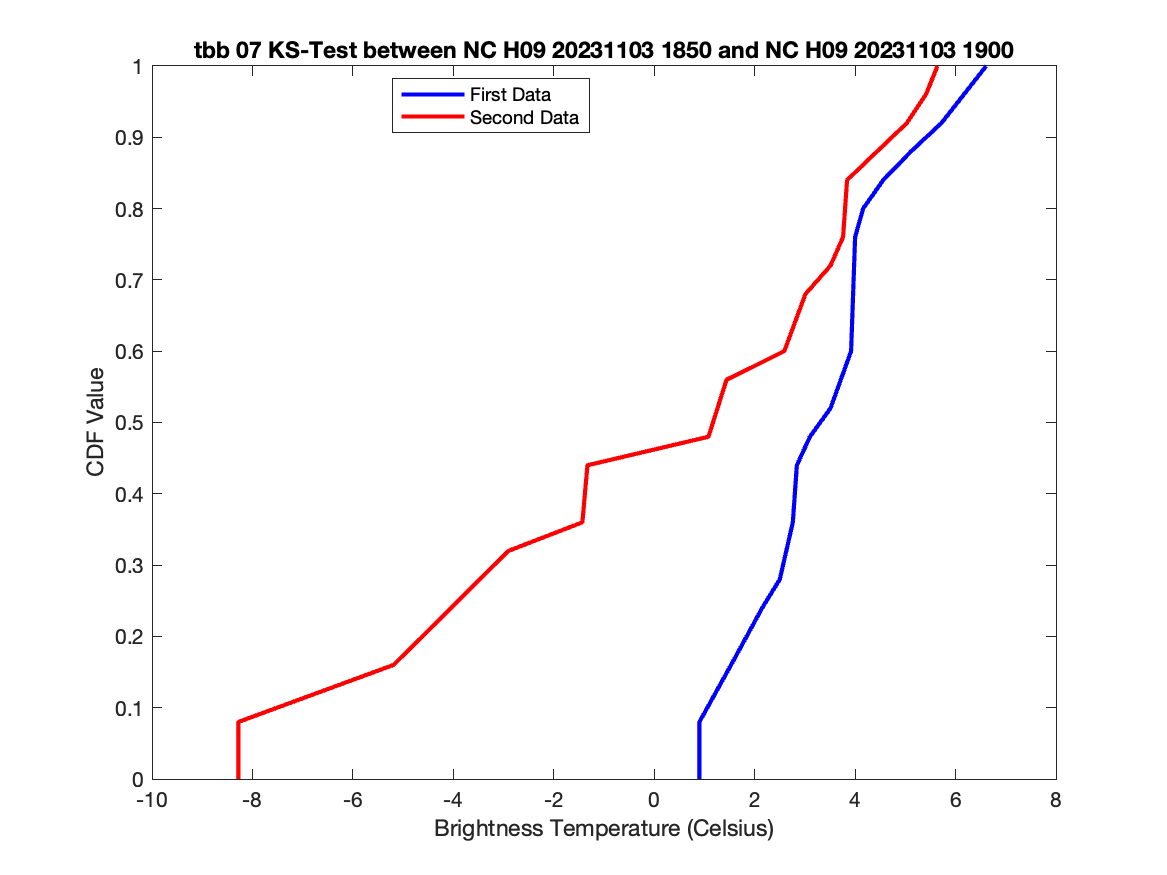 tbb 07 KS-Test between NC H09 20231103 1850 and NC H09 20231103 1900
First Data
Second Data
1
0.9
0.8
0.7
0.6
0.5
0.4
0.3
0.2
0.1
0
CDF Value
-10 -8 -6 -4 -2 0 2 4 6 8
Brightness Temperature (Celsius)